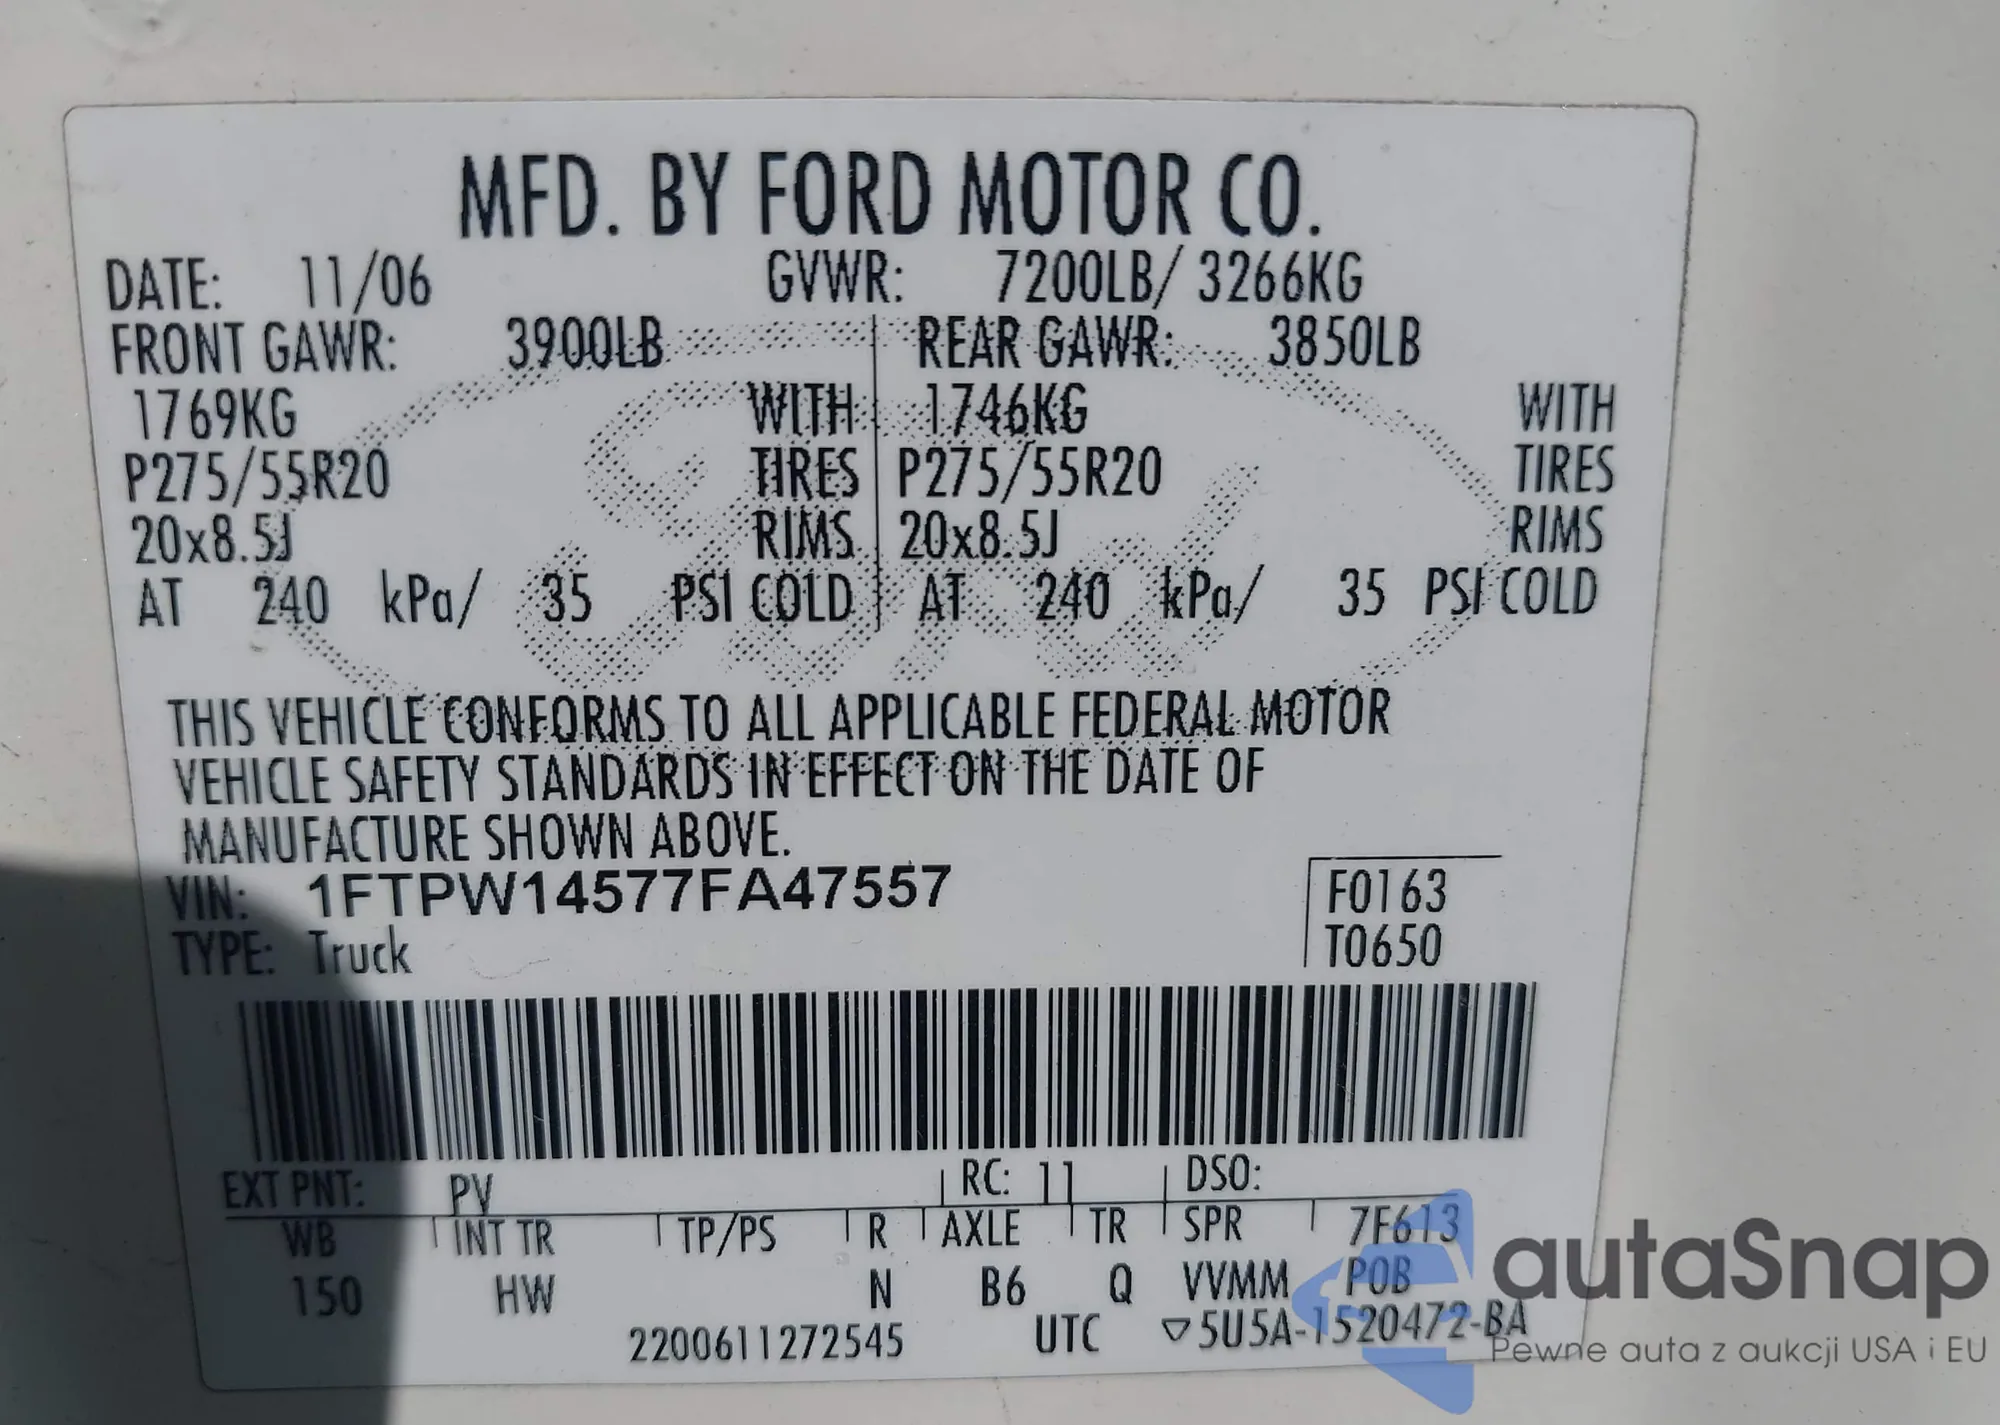 MFD. BY FORD MOTOR CO.
DATE: 11/06 GVWR: 7200LB/ 3266KG
FRONT GAWR: 3900LB REAR GAWR: 3850LB
1769KG WITH 1746KG WITH
P275/55R20 TIRES P275/55R20 TIRES
20x8.5J RIMS 20x8.5J RIMS
AT 240 kPa/ 35 PSI COLD AT 240 kPa/ 35 PSI COLD
THIS VEHICLE CONFORMS TO ALL APPLICABLE FEDERAL MOTOR
VEHICLE SAFETY STANDARDS IN EFFECT ON THE DATE OF
MANUFACTURE SHOWN ABOVE.
VIN: 1FTPW14577FA47557 F0163
TYPE: Truck T0650
EXT PNT: PV RC: 11 DSO:
WB INT TR TP/PS R AXLE TR SPR 7F613
150 HW N B6 Q VVMM POB
2200611272545 UTC ▽5U5A-1520472-BA
Ford
autaSnap
Pewne auta z aukcji USA i EU